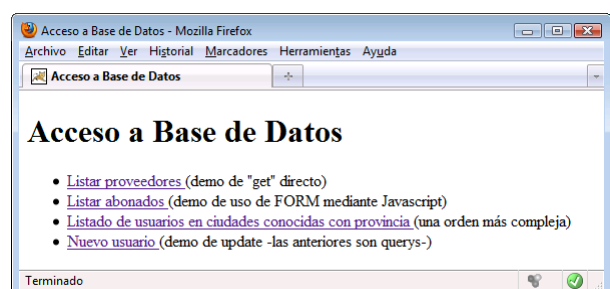 Acceso a Base de Datos - Mozilla Firefox
Archivo Editar Ver Historial Marcadores Herramientas Ayuda
Acceso a Base de Datos
Acceso a Base de Datos
Listar proveedores (demo de "get" directo)
Listar abonados (demo de uso de FORM mediante Javascript)
Listado de usuarios en ciudades conocidas con provincia (una orden más compleja)
Nuevo usuario (demo de update -las anteriores son querys-)
Terminado